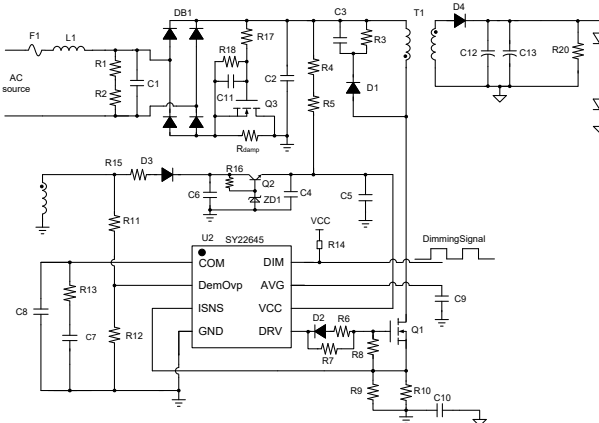 F1 L1 DB1 C3 T1 D4
R17 R3
R18 R4 C12 C13 R20
R1 C1 C2
AC source
R2 C11 Q3 R5 D1
Rdamp
R15 D3 R16 Q2
C6 ZD1 C4 C5
R11 VCC
U2 SY22645 R14 DimmingSignal
COM DIM
R13 DemOvp AVG C9
C8 ISNS VCC D2 R6 Q1
C7 R12 GND DRV R7 R8
R9 R10 C10